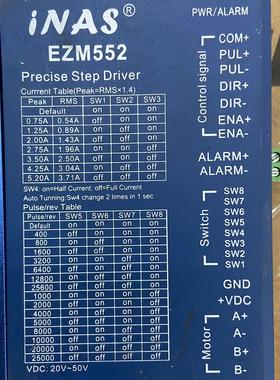 iNAS®
PWR/ALARM
EZM552
Precise Step Driver
Currrent Table(Peak=RMS×1.4)
Peak RMS SW1 SW2 SW3
Default on on on
0.75A 0.54A off on on
1.25A 0.89A on off on
2.00A 1.43A off off on
2.75A 1.96A on on off
3.50A 2.50A off on off
4.25A 3.04A on off off
5.20A 3.71A off off off
SW4: on=Half Current; off=Full Current
Auto Tunning:Sw4 change 2 times in 1 sec
Pulse/rev Table
Pulse/rev SW5 SW6 SW7 SW8
Default on on on on
400 off on on on
800 on off on on
1600 off off on on
3200 on on off on
6400 off on off on
12800 on off off on
25600 off off off on
1000 on on on off
2000 off on on off
4000 on off on off
5000 off off on off
8000 on on off off
10000 off on off off
20000 on off off off
25000 off off off off
VDC: 20V~50V
Control signal
COM+
PUL+
PUL-
DIR+
DIR-
ENA+
ENA-
ALARM+
ALARM-
Switch
SW8
SW7
SW6
SW5
SW4
SW3
SW2
SW1
GND
+VDC
Motor
A+
A-
B+
B-